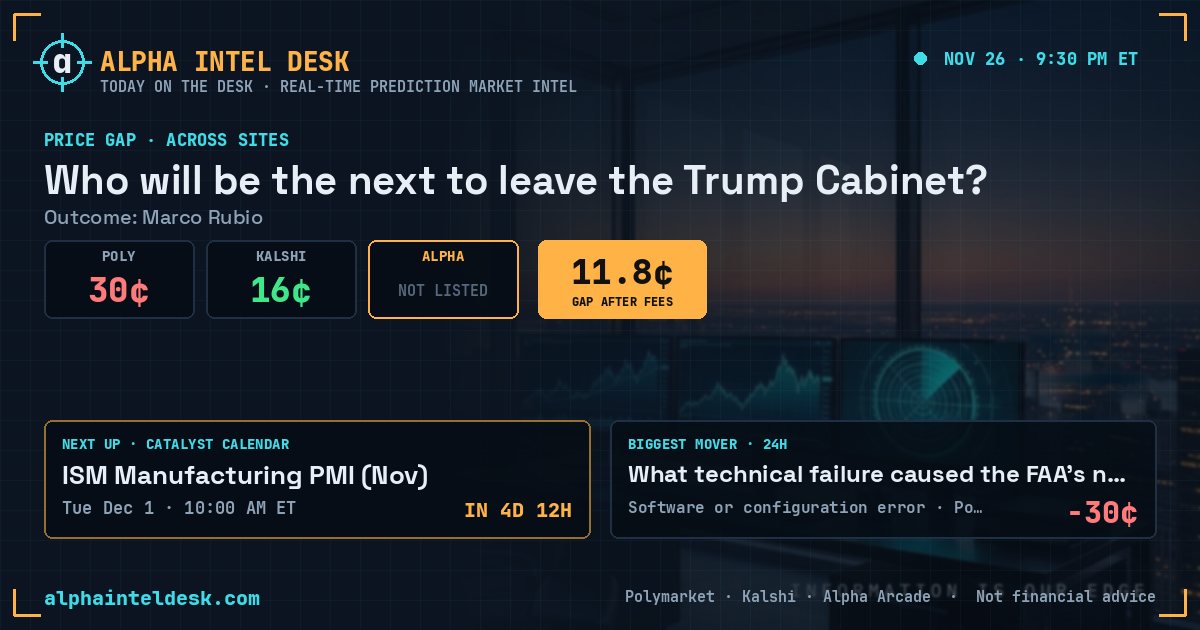 α
ALPHA INTEL DESK
TODAY ON THE DESK · REAL-TIME PREDICTION MARKET INTEL
NOV 26 · 9:30 PM ET
PRICE GAP · ACROSS SITES
Who will be the next to leave the Trump Cabinet?
Outcome: Marco Rubio
POLY
30¢
KALSHI
16¢
ALPHA
NOT LISTED
11.8¢
GAP AFTER FEES
NEXT UP · CATALYST CALENDAR
ISM Manufacturing PMI (Nov)
Tue Dec 1 · 10:00 AM ET
IN 4D 12H
BIGGEST MOVER · 24H
What technical failure caused the FAA’s n…
Software or configuration error · Po…
-30¢
INFORMATION IS OUR EDGE
alphainteldesk.com
Polymarket · Kalshi · Alpha Arcade · Not financial advice